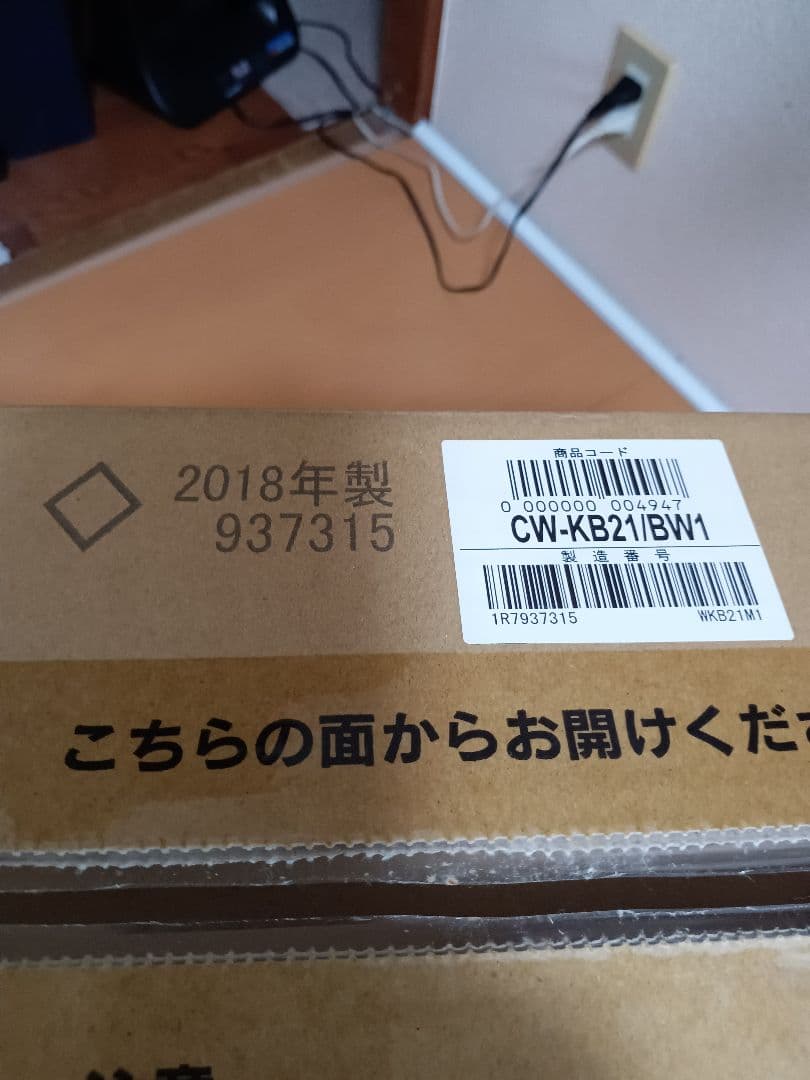 2018年製
937315
商品コード
0 000000 004947
CW-KB21/BW1
製造番号
1R7937315 WKB21M1
こちらの面からお開けくださ